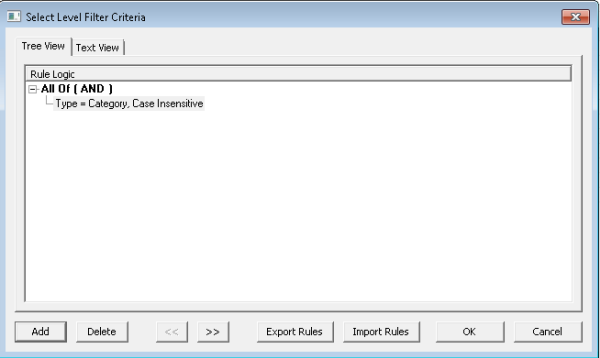 Select Level Filter Criteria
Tree View Text View
Rule Logic
All Of ( AND )
Type = Category, Case Insensitive
Add Delete << >> Export Rules Import Rules OK Cancel